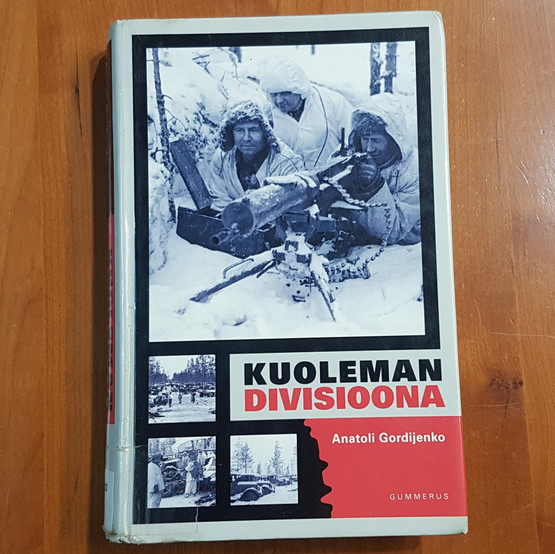 KUOLEMAN
DIVISIOONA
Anatoli Gordijenko
GUMMERUS